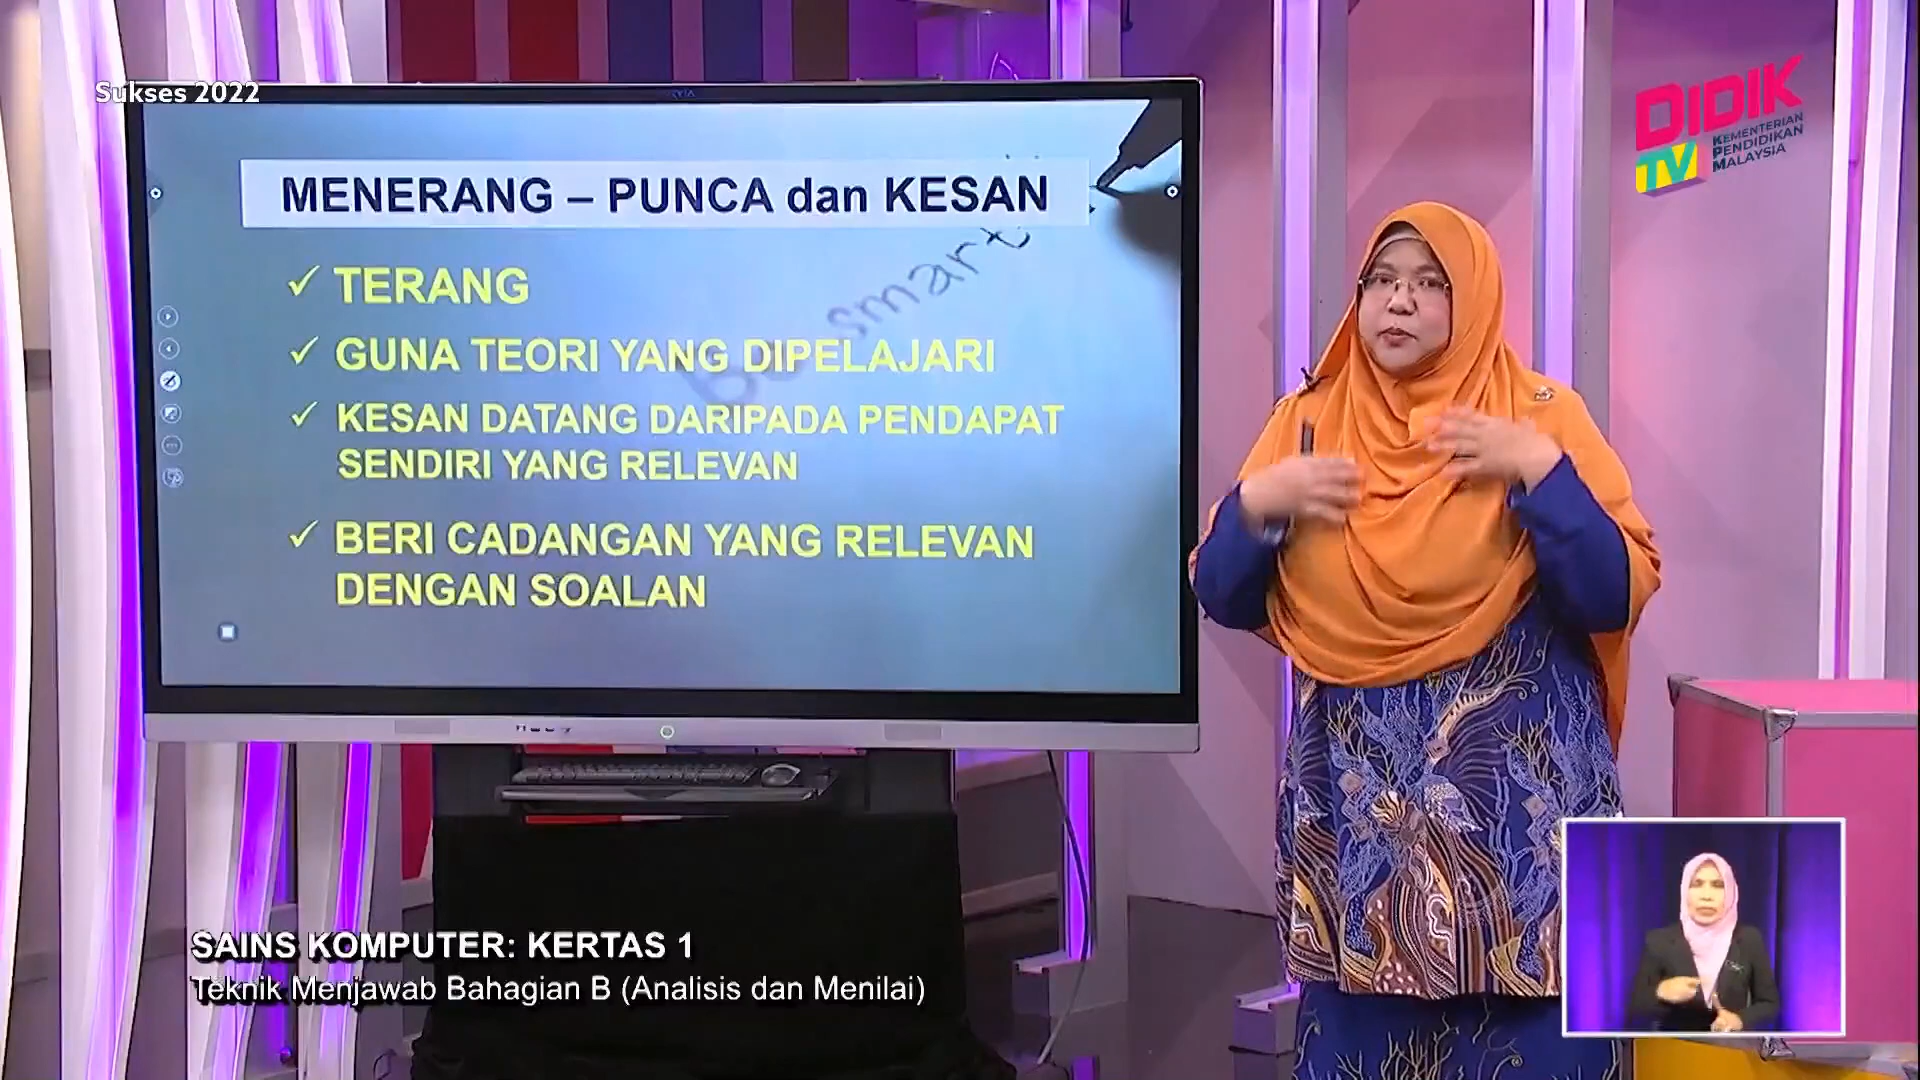 Sukses 2022
DIDIK
TV
KEMENTERIAN
PENDIDIKAN
MALAYSIA
MENERANG – PUNCA dan KESAN
✓ TERANG
✓ GUNA TEORI YANG DIPELAJARI
✓ KESAN DATANG DARIPADA PENDAPAT
SENDIRI YANG RELEVAN
✓ BERI CADANGAN YANG RELEVAN
DENGAN SOALAN
be smart
SAINS KOMPUTER: KERTAS 1
Teknik Menjawab Bahagian B (Analisis dan Menilai)